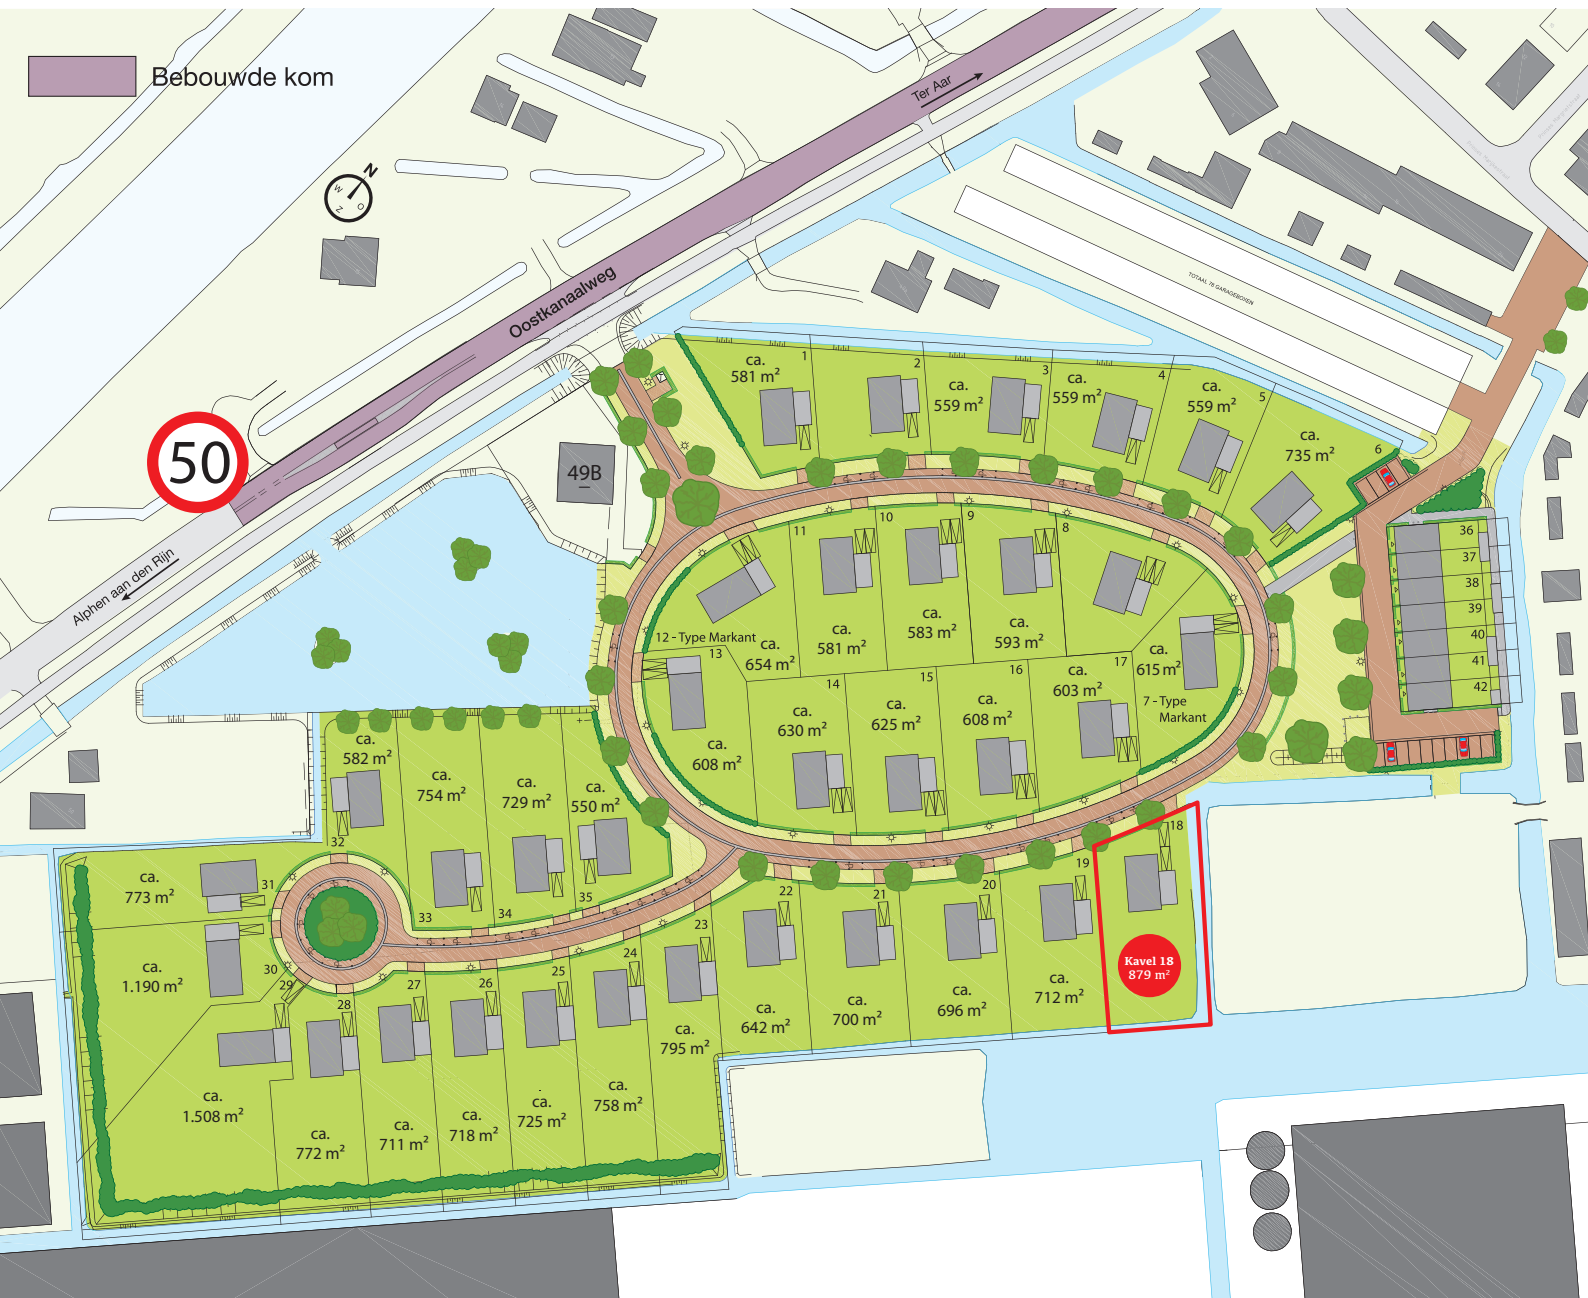 Bebouwde kom
Ter Aar
N
W
O
Z
TOTAAL 78 GARAGEBOXEN
Oostkanaalweg
50
Alphen aan den Rijn
49B
ca.
581 m²
1
2
ca.
559 m²
3
ca.
559 m²
4
ca.
559 m²
5
ca.
735 m²
6
36
37
38
39
40
41
42
11
10
9
8
12 - Type Markant
ca.
654 m²
ca.
581 m²
ca.
583 m²
ca.
593 m²
ca.
615 m²
7 - Type
Markant
13
14
15
16
17
ca.
608 m²
ca.
630 m²
ca.
625 m²
ca.
608 m²
ca.
603 m²
ca.
582 m²
ca.
754 m²
ca.
729 m²
ca.
550 m²
32
33
34
35
ca.
773 m²
31
ca.
1.190 m²
30
29
28
27
26
25
24
23
22
21
20
19
18
ca.
1.508 m²
ca.
772 m²
ca.
711 m²
ca.
718 m²
ca.
725 m²
ca.
758 m²
ca.
795 m²
ca.
642 m²
ca.
700 m²
ca.
696 m²
ca.
712 m²
Kavel 18
879 m²